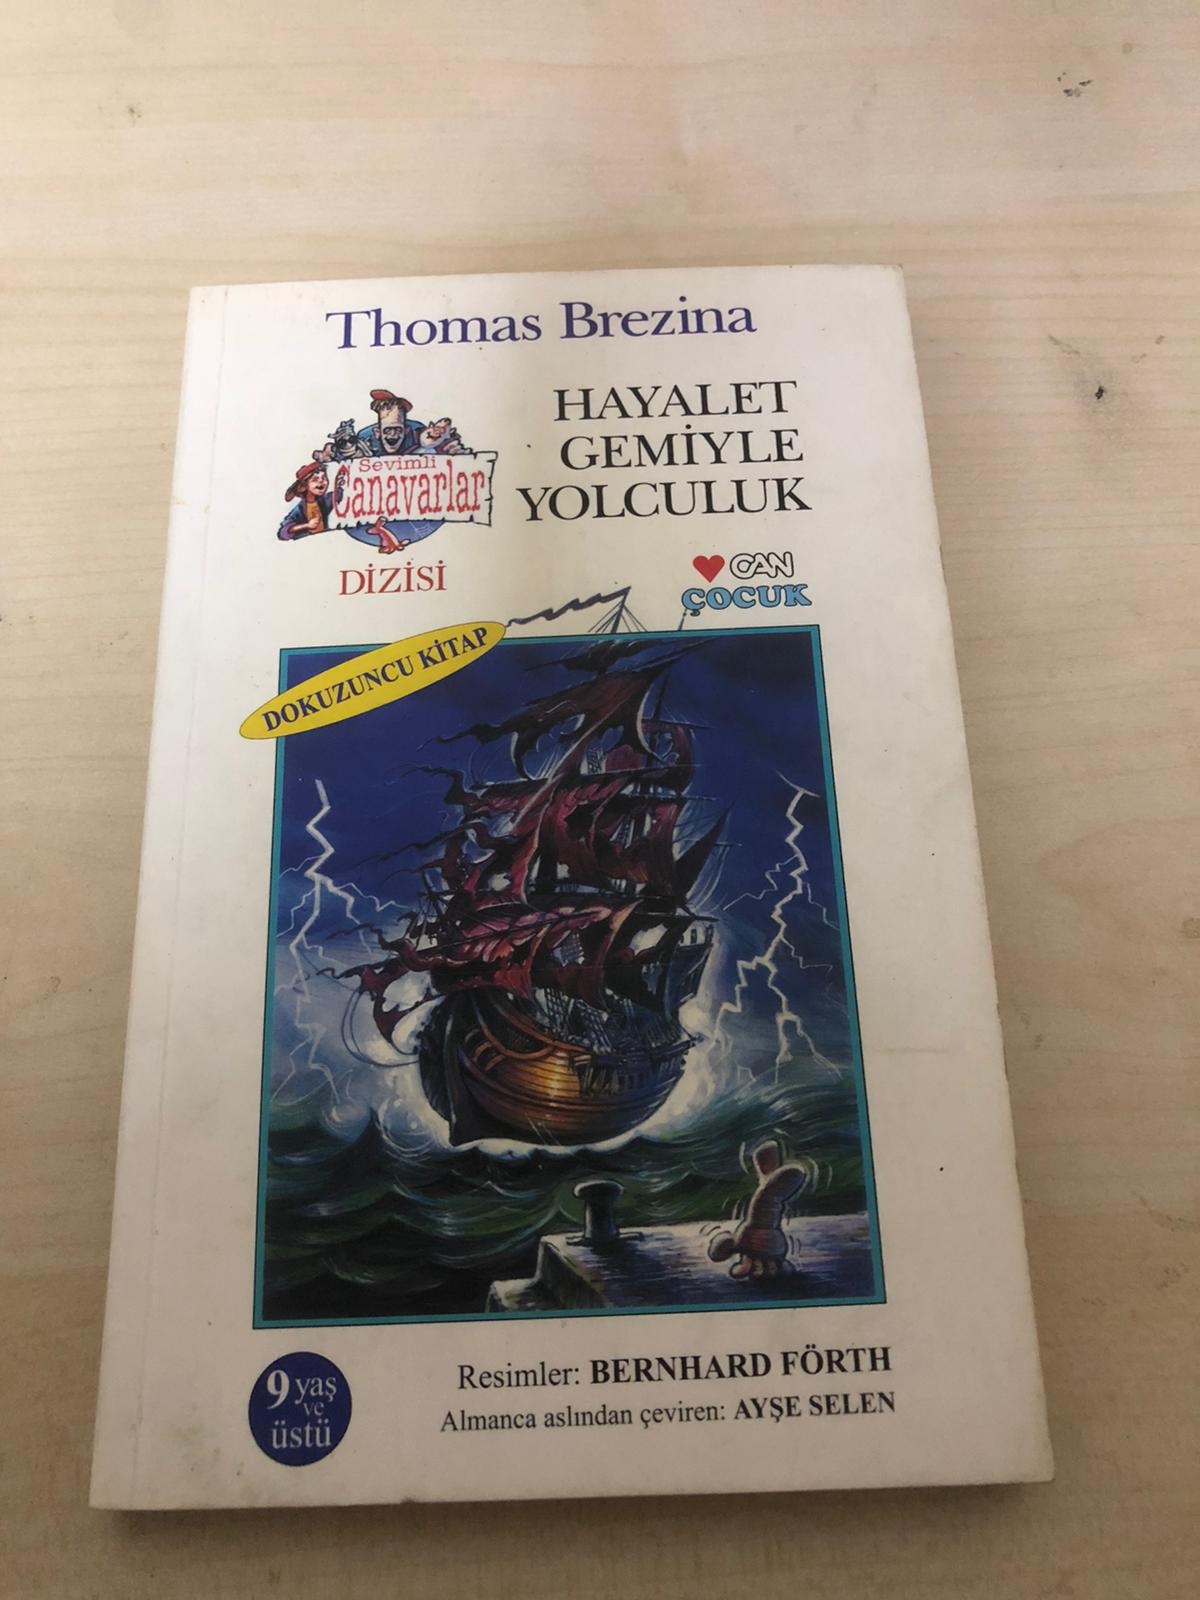 Thomas Brezina
HAYALET
GEMİYLE
YOLCULUK
Sevimli
Canavarlar
DİZİSİ
CAN
ÇOCUK
DOKUZUNCU KİTAP
9 yaş
ve
üstü
Resimler: BERNHARD FÖRTH
Almanca aslından çeviren: AYŞE SELEN